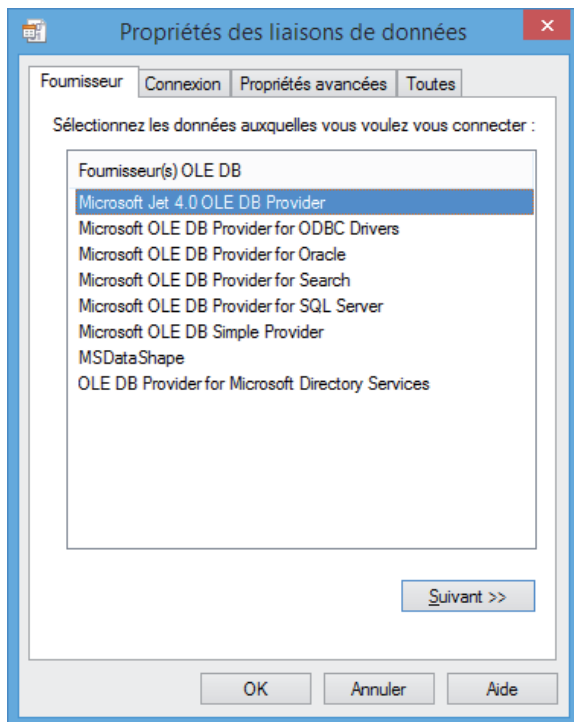 Propriétés des liaisons de données
Fournisseur Connexion Propriétés avancées Toutes
Sélectionnez les données auxquelles vous voulez vous connecter :
Fournisseur(s) OLE DB
Microsoft Jet 4.0 OLE DB Provider
Microsoft OLE DB Provider for ODBC Drivers
Microsoft OLE DB Provider for Oracle
Microsoft OLE DB Provider for Search
Microsoft OLE DB Provider for SQL Server
Microsoft OLE DB Simple Provider
MSDataShape
OLE DB Provider for Microsoft Directory Services
Suivant >>
OK Annuler Aide